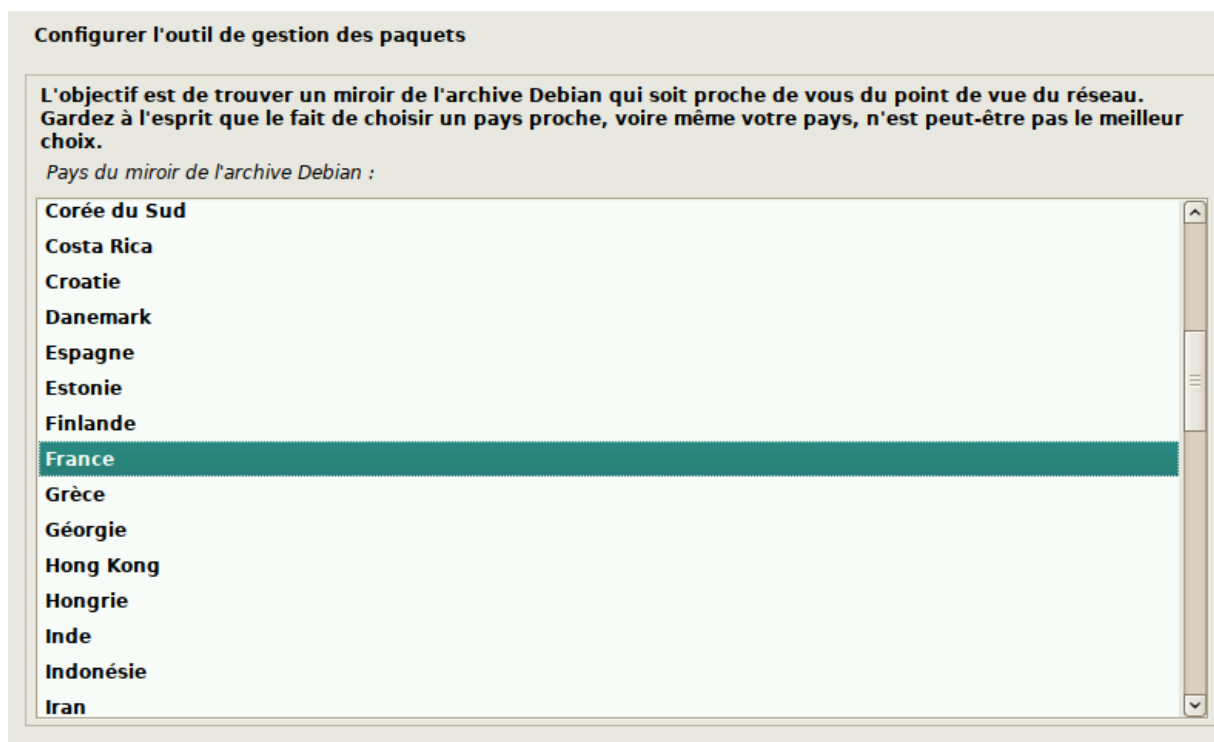 Configurer l'outil de gestion des paquets
L'objectif est de trouver un miroir de l'archive Debian qui soit proche de vous du point de vue du réseau.
Gardez à l'esprit que le fait de choisir un pays proche, voire même votre pays, n'est peut-être pas le meilleur
choix.
Pays du miroir de l'archive Debian :
Corée du Sud
Costa Rica
Croatie
Danemark
Espagne
Estonie
Finlande
France
Grèce
Géorgie
Hong Kong
Hongrie
Inde
Indonésie
Iran